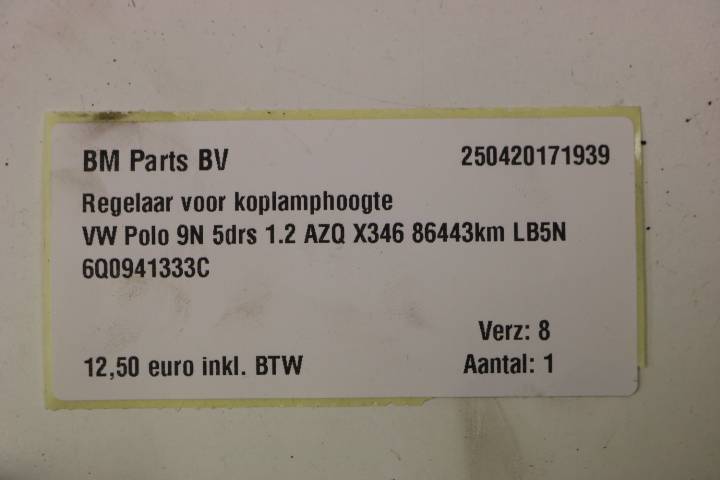 BM Parts BV 250420171939
Regelaar voor koplamphoogte
VW Polo 9N 5drs 1.2 AZQ X346 86443km LB5N
6Q0941333C
Verz: 8
12,50 euro inkl. BTW Aantal: 1